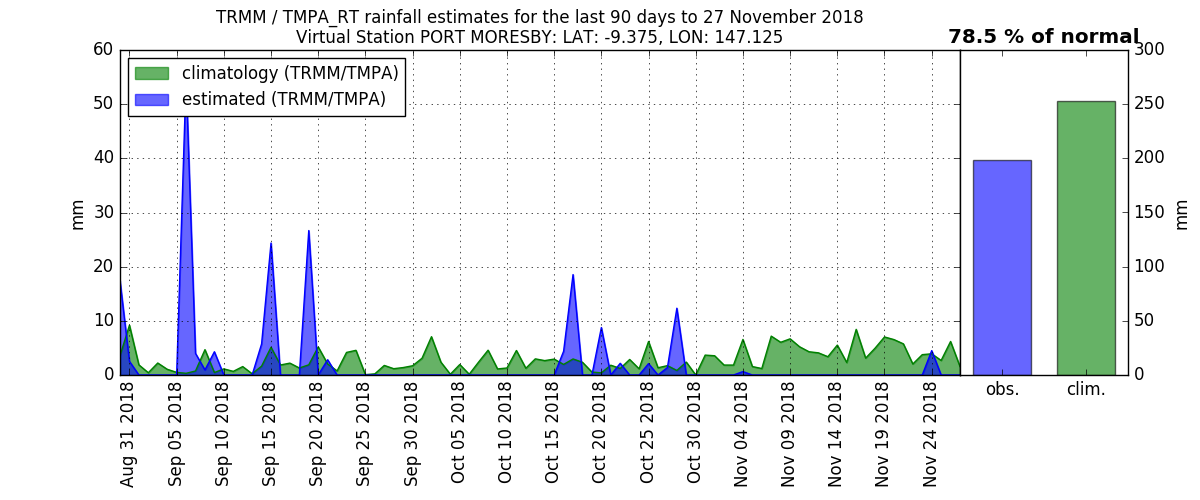 TRMM / TMPA_RT rainfall estimates for the last 90 days to 27 November 2018
Virtual Station PORT MORESBY: LAT: -9.375, LON: 147.125
78.5 % of normal
climatology (TRMM/TMPA)
estimated (TRMM/TMPA)
60
50
40
30
20
10
0
mm
Aug 31 2018
Sep 05 2018
Sep 10 2018
Sep 15 2018
Sep 20 2018
Sep 25 2018
Sep 30 2018
Oct 05 2018
Oct 10 2018
Oct 15 2018
Oct 20 2018
Oct 25 2018
Oct 30 2018
Nov 04 2018
Nov 09 2018
Nov 14 2018
Nov 19 2018
Nov 24 2018
obs.
clim.
300
250
200
150
100
50
0
mm